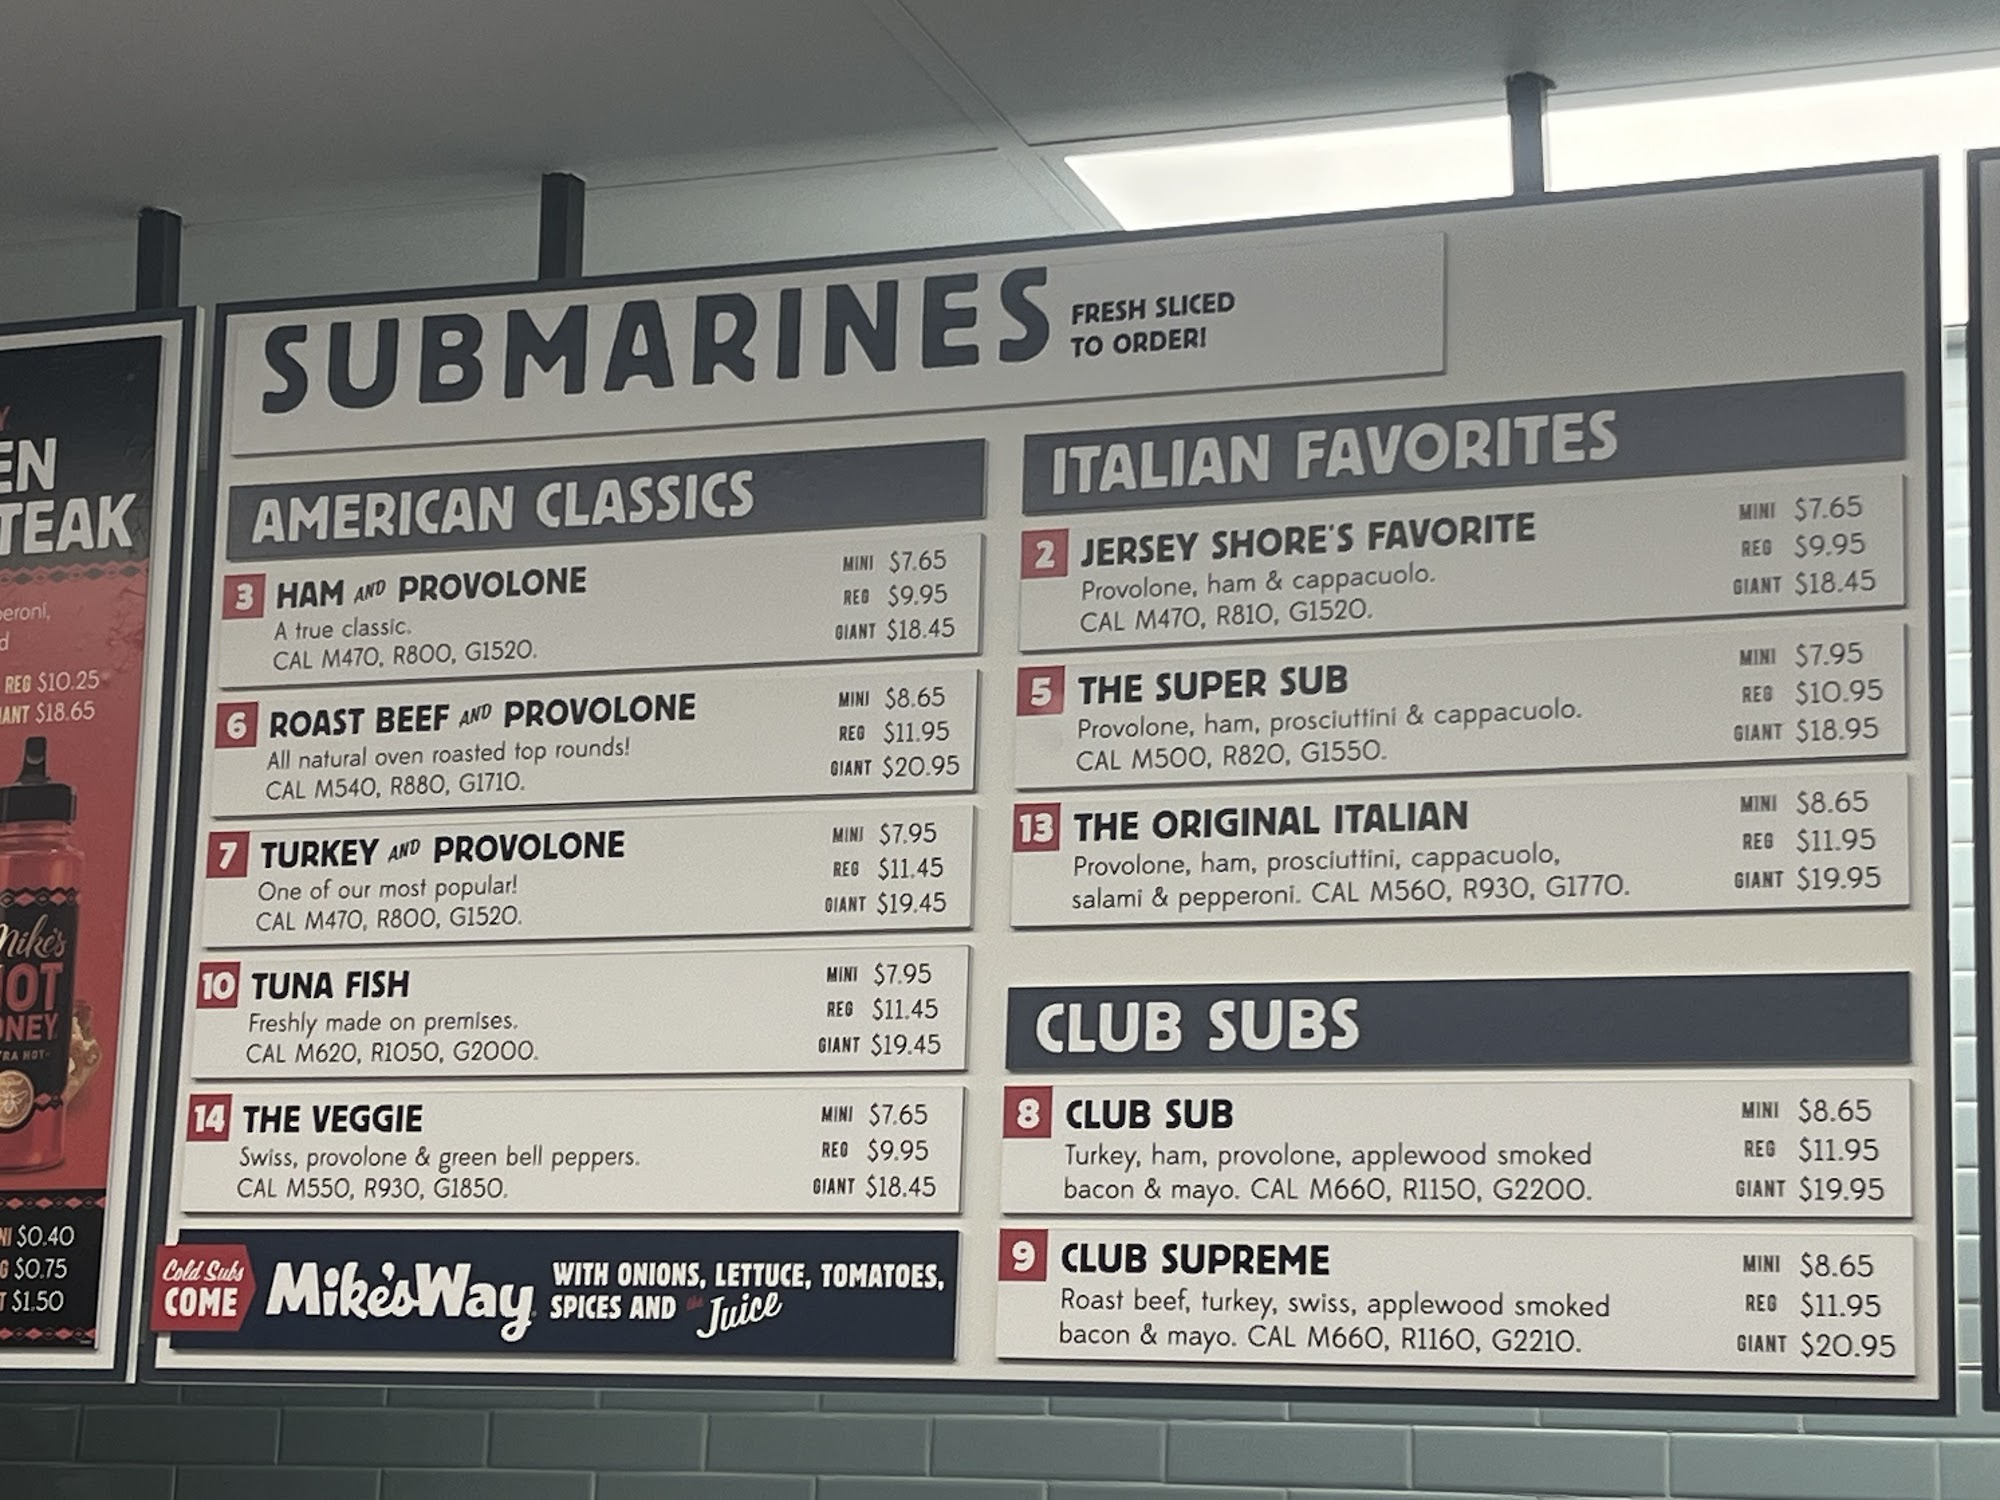 EN
TEAK
REG $10.25
$18.65
Mike's
$0.40
$0.75
$1.50
SUBMARINES
FRESH SLICED
TO ORDER!
AMERICAN CLASSICS
3 HAM AND PROVOLONE
A true classic.
CAL M470, R800, G1520.
MINI $7.65
REG $9.95
GIANT $18.45
6 ROAST BEEF AND PROVOLONE
All natural oven roasted top rounds!
CAL M540, R880, G1710.
MINI $8.65
REG $11.95
GIANT $20.95
7 TURKEY AND PROVOLONE
One of our most popular!
CAL M470, R800, G1520.
MINI $7.95
REG $11.45
GIANT $19.45
10 TUNA FISH
Freshly made on premises.
CAL M620, R1050, G2000.
MINI $7.95
REG $11.45
GIANT $19.45
14 THE VEGGIE
Swiss, provolone & green bell peppers.
CAL M550, R930, G1850.
MINI $7.65
REG $9.95
GIANT $18.45
Cold Subs
COME
Mike's Way
WITH ONIONS, LETTUCE, TOMATOES,
SPICES AND the Juice
ITALIAN FAVORITES
2 JERSEY SHORE'S FAVORITE
Provolone, ham & cappacuolo.
CAL M470, R810, G1520.
MINI $7.65
REG $9.95
GIANT $18.45
5 THE SUPER SUB
Provolone, ham, prosciuttini & cappacuolo.
CAL M500, R820, G1550.
MINI $7.95
REG $10.95
GIANT $18.95
13 THE ORIGINAL ITALIAN
Provolone, ham, prosciuttini, cappacuolo,
salami & pepperoni. CAL M560, R930, G1770.
MINI $8.65
REG $11.95
GIANT $19.95
CLUB SUBS
8 CLUB SUB
Turkey, ham, provolone, applewood smoked
bacon & mayo. CAL M660, R1150, G2200.
MINI $8.65
REG $11.95
GIANT $19.95
9 CLUB SUPREME
Roast beef, turkey, swiss, applewood smoked
bacon & mayo. CAL M660, R1160, G2210.
MINI $8.65
REG $11.95
GIANT $20.95